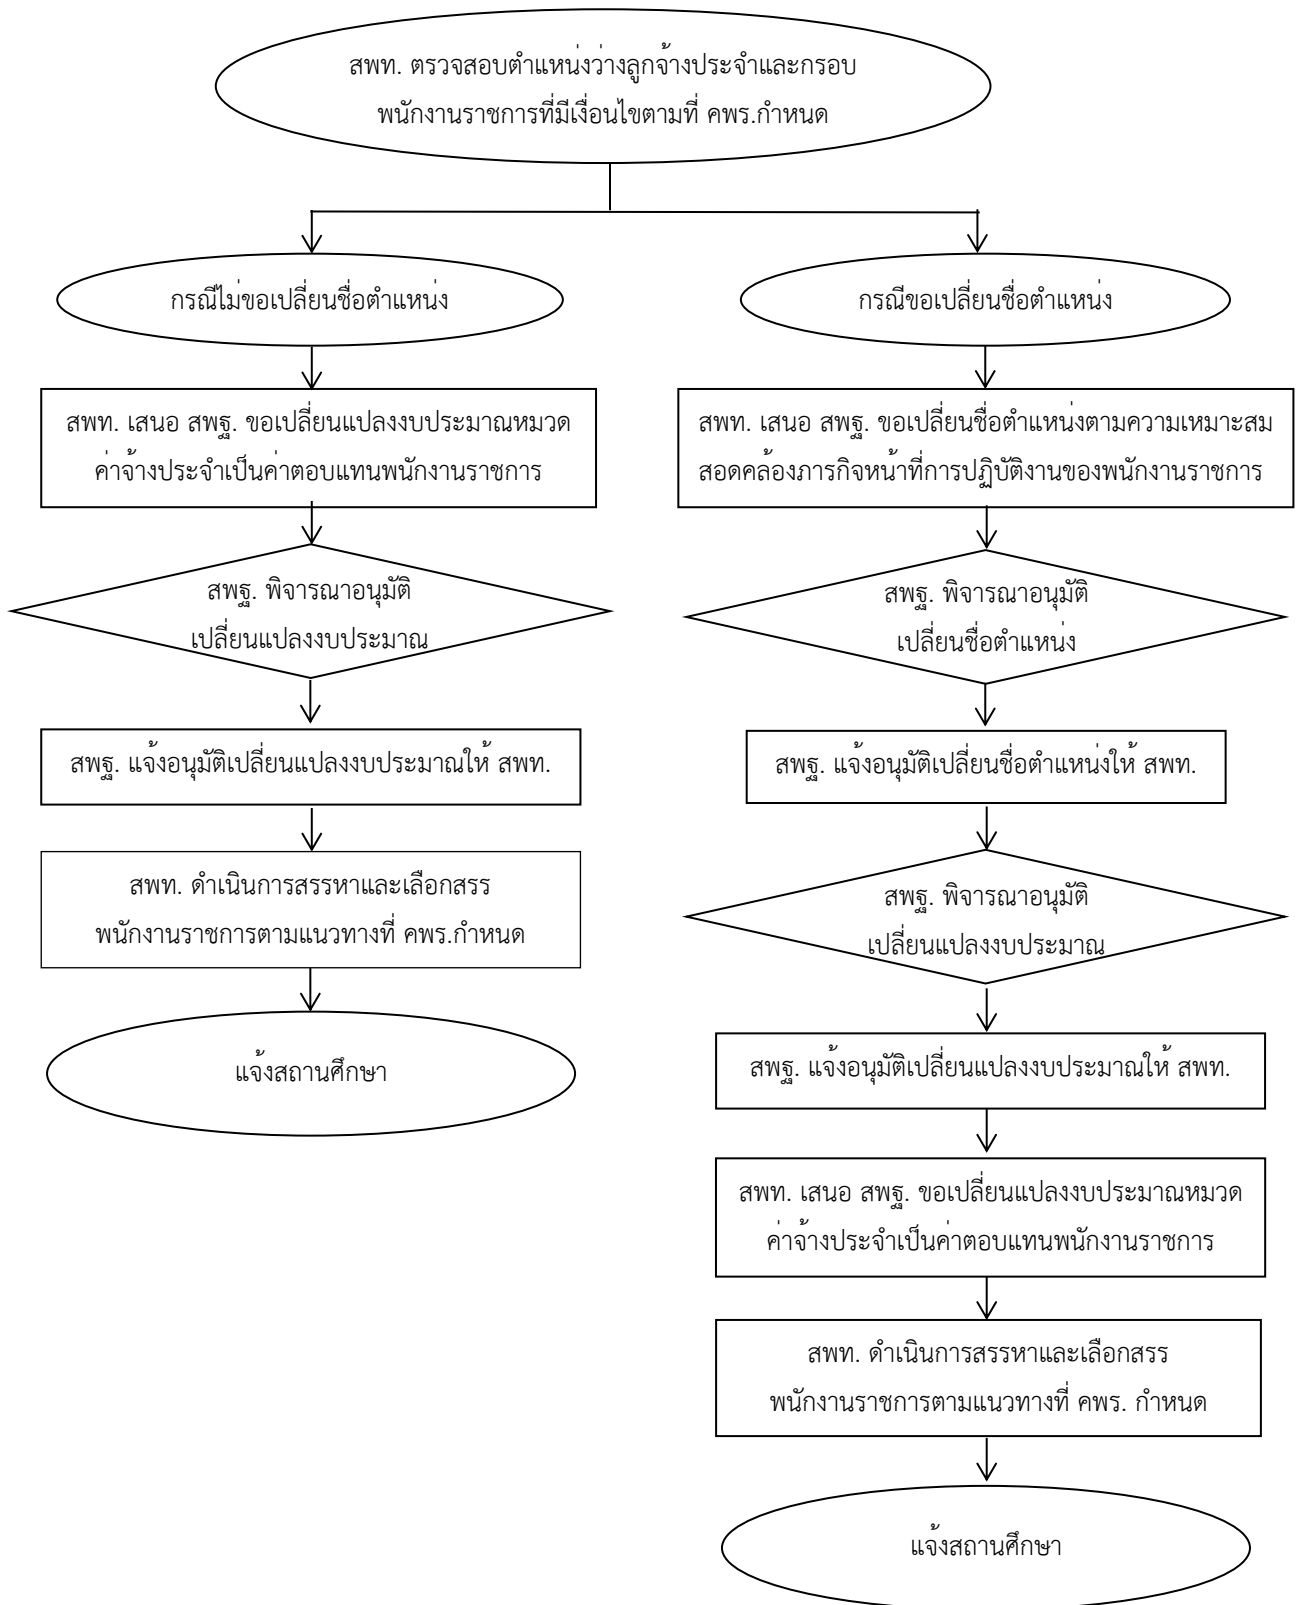 สพท. ตรวจสอบตำแหน่งว่างลูกจ้างประจำและกรอบ
พนักงานราชการที่มีเงื่อนไขตามที่ คพร.กำหนด
กรณีไม่ขอเปลี่ยนชื่อตำแหน่ง
สพท. เสนอ สพฐ. ขอเปลี่ยนแปลงงบประมาณหมวด
ค่าจ้างประจำเป็นค่าตอบแทนพนักงานราชการ
สพฐ. พิจารณาอนุมัติ
เปลี่ยนแปลงงบประมาณ
สพฐ. แจ้งอนุมัติเปลี่ยนแปลงงบประมาณให้ สพท.
สพท. ดำเนินการสรรหาและเลือกสรร
พนักงานราชการตามแนวทางที่ คพร.กำหนด
แจ้งสถานศึกษา
กรณีขอเปลี่ยนชื่อตำแหน่ง
สพท. เสนอ สพฐ. ขอเปลี่ยนชื่อตำแหน่งตามความเหมาะสม
สอดคล้องภารกิจหน้าที่การปฏิบัติงานของพนักงานราชการ
สพฐ. พิจารณาอนุมัติ
เปลี่ยนชื่อตำแหน่ง
สพฐ. แจ้งอนุมัติเปลี่ยนชื่อตำแหน่งให้ สพท.
สพฐ. พิจารณาอนุมัติ
เปลี่ยนแปลงงบประมาณ
สพฐ. แจ้งอนุมัติเปลี่ยนแปลงงบประมาณให้ สพท.
สพท. เสนอ สพฐ. ขอเปลี่ยนแปลงงบประมาณหมวด
ค่าจ้างประจำเป็นค่าตอบแทนพนักงานราชการ
สพท. ดำเนินการสรรหาและเลือกสรร
พนักงานราชการตามแนวทางที่ คพร. กำหนด
แจ้งสถานศึกษา